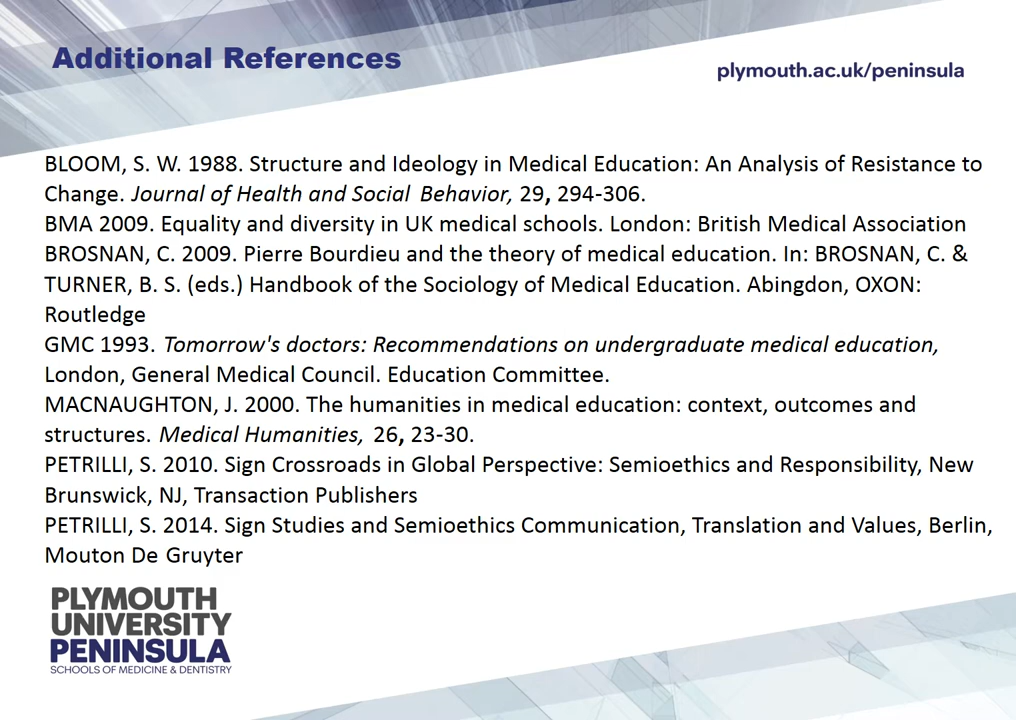 Additional References
plymouth.ac.uk/peninsula
BLOOM, S. W. 1988. Structure and Ideology in Medical Education: An Analysis of Resistance to
Change. Journal of Health and Social Behavior, 29, 294-306.
BMA 2009. Equality and diversity in UK medical schools. London: British Medical Association
BROSNAN, C. 2009. Pierre Bourdieu and the theory of medical education. In: BROSNAN, C. &
TURNER, B. S. (eds.) Handbook of the Sociology of Medical Education. Abingdon, OXON:
Routledge
GMC 1993. Tomorrow's doctors: Recommendations on undergraduate medical education,
London, General Medical Council. Education Committee.
MACNAUGHTON, J. 2000. The humanities in medical education: context, outcomes and
structures. Medical Humanities, 26, 23-30.
PETRILLI, S. 2010. Sign Crossroads in Global Perspective: Semioethics and Responsibility, New
Brunswick, NJ, Transaction Publishers
PETRILLI, S. 2014. Sign Studies and Semioethics Communication, Translation and Values, Berlin,
Mouton De Gruyter
PLYMOUTH
UNIVERSITY
PENINSULA
SCHOOLS OF MEDICINE & DENTISTRY